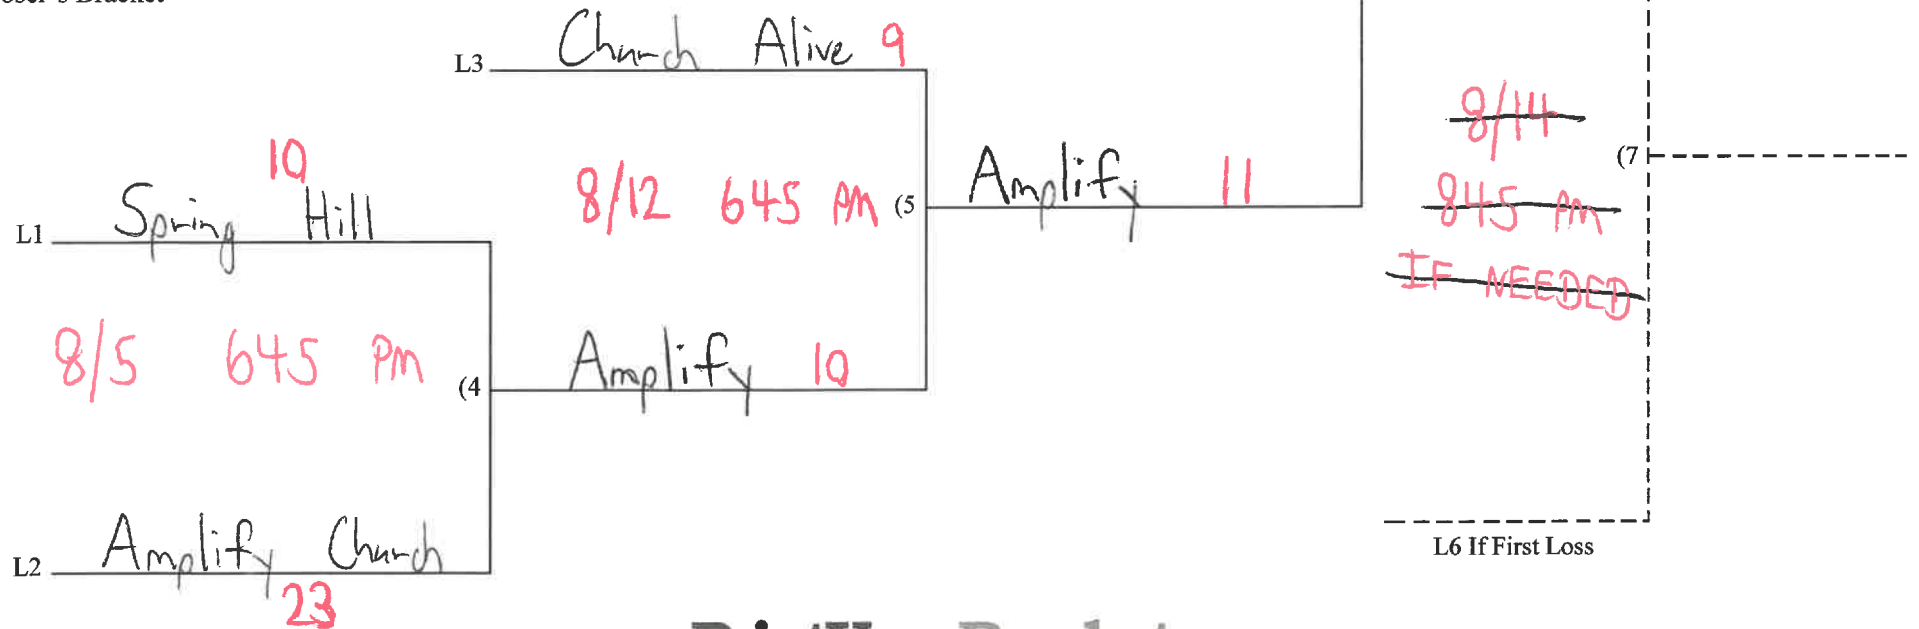 L3 Church Alive 9
8/14
10
8/12 645 PM (5 Amplify 11
(7
845 PM
L1 Spring Hill
IF NEEDED
8/5 645 PM (4 Amplify 10
L6 If First Loss
L2 Amplify Church
23